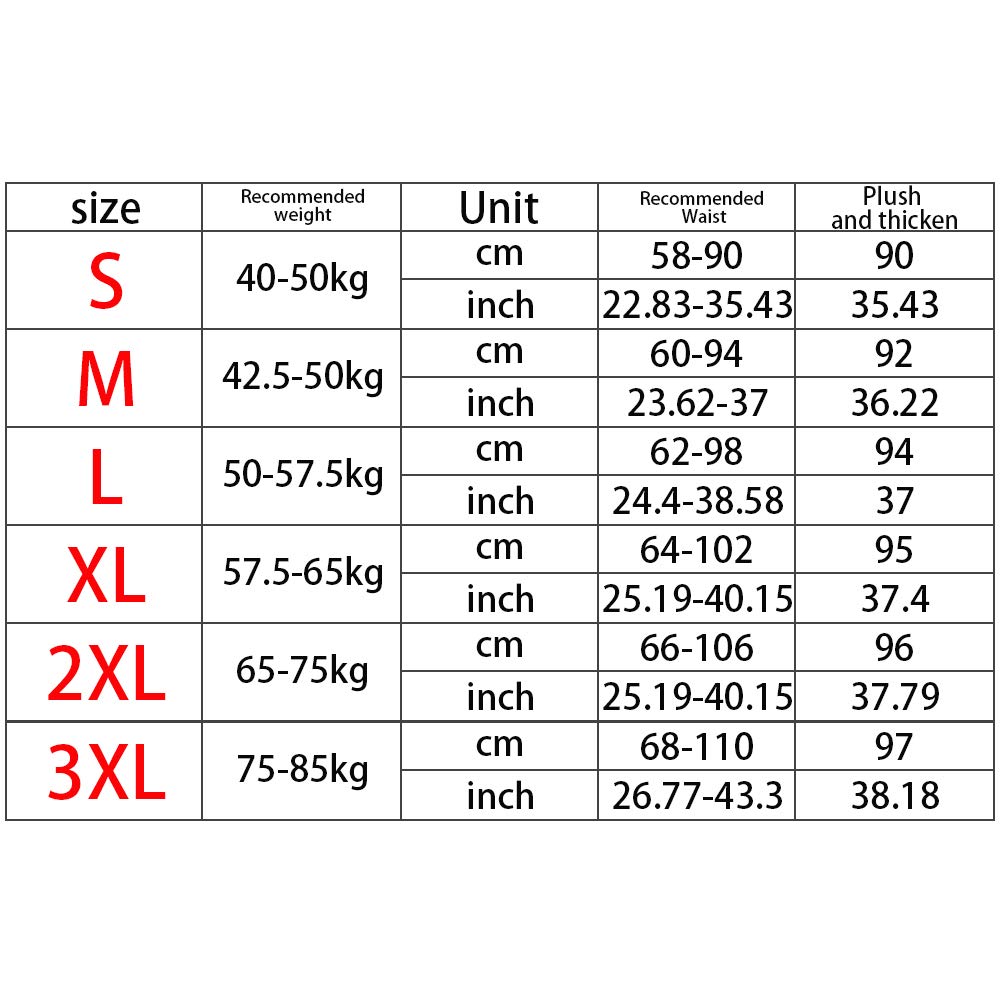 size Recommended weight Unit Recommended Waist Plush and thicken
S 40-50kg cm 58-90 90
inch 22.83-35.43 35.43
M 42.5-50kg cm 60-94 92
inch 23.62-37 36.22
L 50-57.5kg cm 62-98 94
inch 24.4-38.58 37
XL 57.5-65kg cm 64-102 95
inch 25.19-40.15 37.4
2XL 65-75kg cm 66-106 96
inch 25.19-40.15 37.79
3XL 75-85kg cm 68-110 97
inch 26.77-43.3 38.18